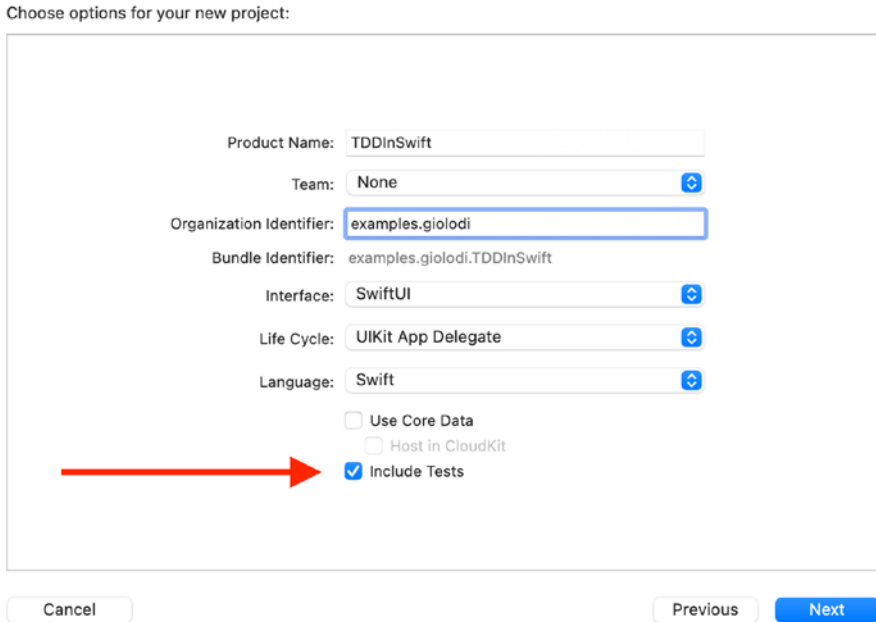 Choose options for your new project:
Product Name: TDDInSwift
Team: None
Organization Identifier: examples.giolodi
Bundle Identifier: examples.giolodi.TDDInSwift
Interface: SwiftUI
Life Cycle: UIKit App Delegate
Language: Swift
Use Core Data
Host in CloudKit
Include Tests
Cancel Previous Next